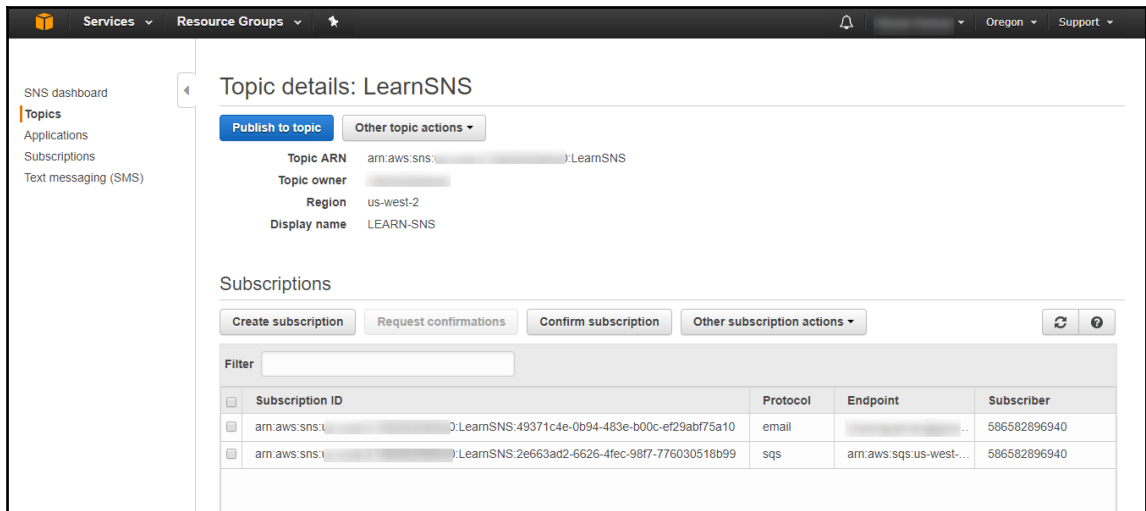 Services Resource Groups Oregon Support
SNS dashboard
Topics
Applications
Subscriptions
Text messaging (SMS)
Topic details: LearnSNS
Publish to topic Other topic actions
Topic ARN arn:aws:sns: :LearnSNS
Topic owner
Region us-west-2
Display name LEARN-SNS
Subscriptions
Create subscription Request confirmations Confirm subscription Other subscription actions
Filter
Subscription ID Protocol Endpoint Subscriber
arn:aws:sns: 0:LearnSNS:49371c4e-0b94-483e-b00c-ef29abf75a10 email .. 586582896940
arn:aws:sns: :LearnSNS:2e663ad2-6626-4fec-98f7-776030518b99 sqs arn:aws:sqs:us-west-... 586582896940